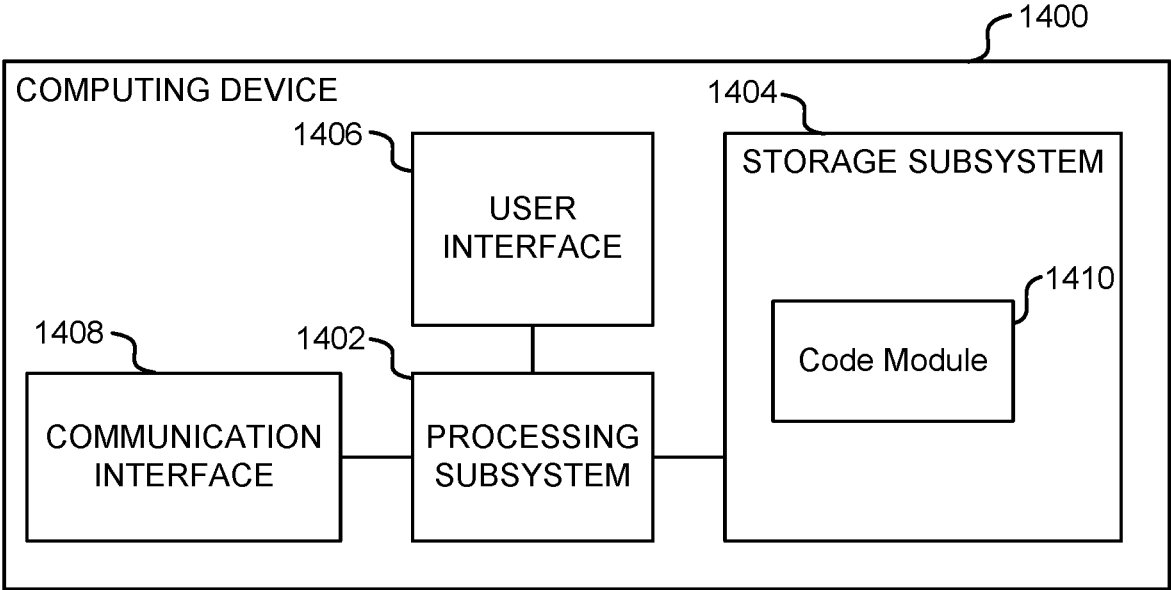 1400
COMPUTING DEVICE
1404
1406
STORAGE SUBSYSTEM
USER
INTERFACE
1410
1408
1402
Code Module
COMMUNICATION
INTERFACE
PROCESSING
SUBSYSTEM